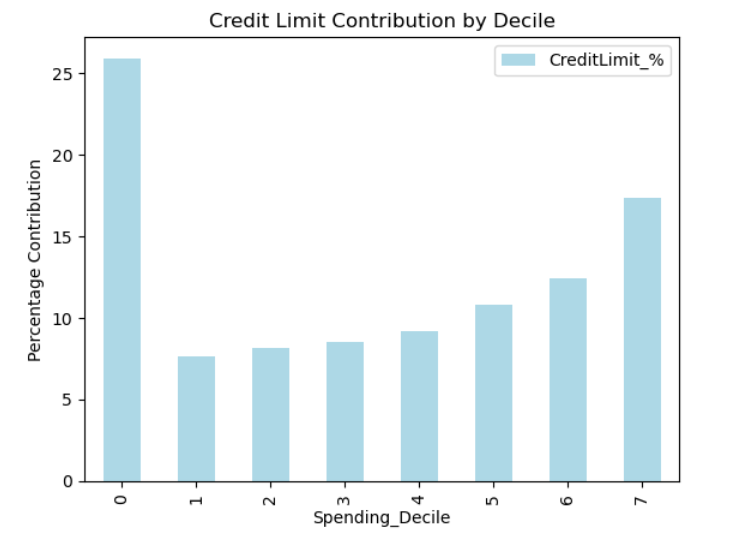 Credit Limit Contribution by Decile
CreditLimit_%
Percentage Contribution
25
20
15
10
5
0
0 1 2 3 4 5 6 7
Spending_Decile